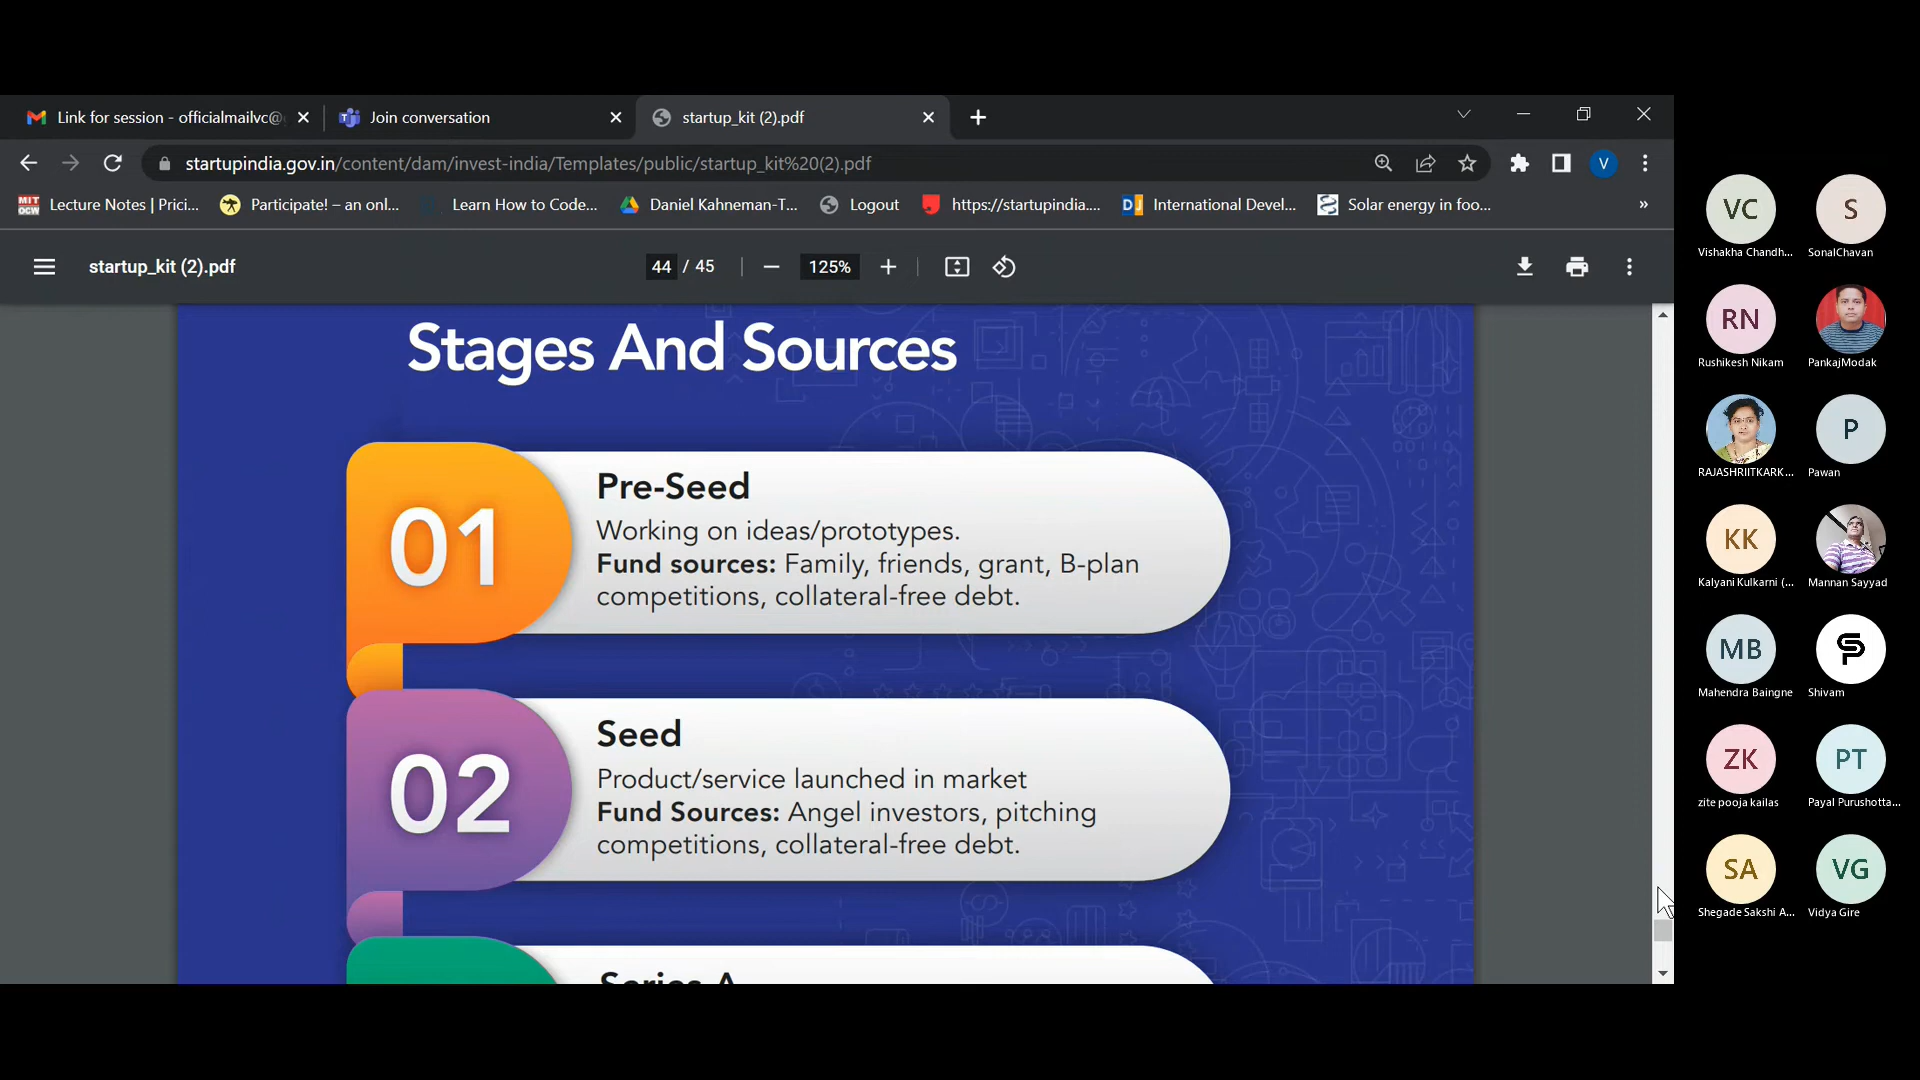 Link for session - officialmailvc@
Join conversation
startup_kit (2).pdf
startupindia.gov.in/content/dam/invest-india/Templates/public/startup_kit%20(2).pdf
V
MIT OCW
Lecture Notes | Prici...
Participate! – an onl...
Learn How to Code...
Daniel Kahneman-T...
Logout
https://startupindia....
DJ
International Devel...
Solar energy in foo...
»
startup_kit (2).pdf
44 / 45
125%
Stages And Sources
01
Pre-Seed
Working on ideas/prototypes.
Fund sources: Family, friends, grant, B-plan
competitions, collateral-free debt.
02
Seed
Product/service launched in market
Fund Sources: Angel investors, pitching
competitions, collateral-free debt.
Series A
VC
Vishakha Chandh...
S
SonalChavan
RN
Rushikesh Nikam
PankajModak
RAJASHRIITKARK...
P
Pawan
KK
Kalyani Kulkarni (...
Mannan Sayyad
MB
Mahendra Baingne
Shivam
ZK
zite pooja kailas
PT
Payal Purushotta...
SA
Shegade Sakshi A...
VG
Vidya Gire